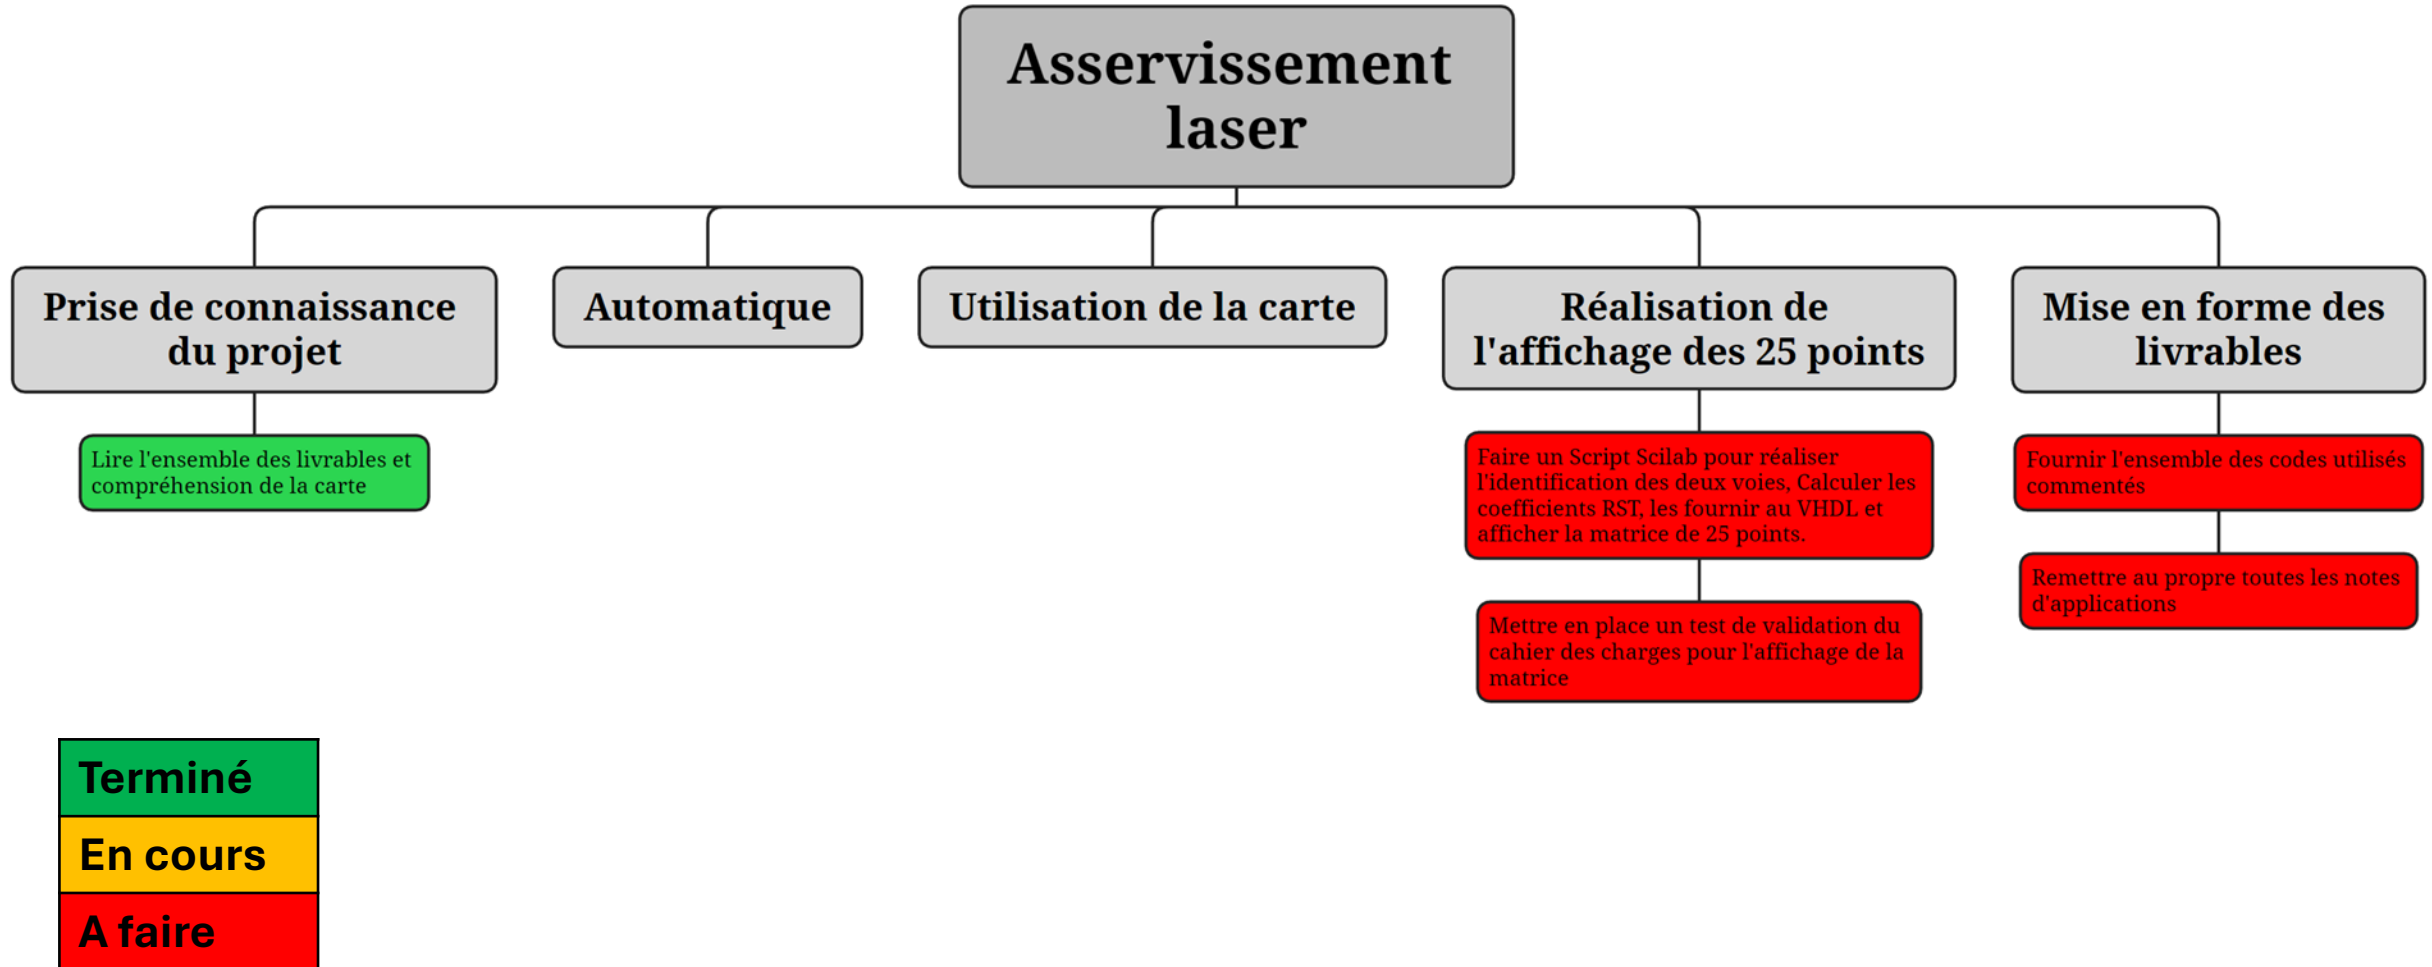 Asservissement
laser
Prise de connaissance
du projet
Automatique
Utilisation de la carte
Réalisation de
l'affichage des 25 points
Mise en forme des
livrables
Lire l'ensemble des livrables et
compréhension de la carte
Faire un Script Scilab pour réaliser
l'identification des deux voies, Calculer les
coefficients RST, les fournir au VHDL et
afficher la matrice de 25 points.
Mettre en place un test de validation du
cahier des charges pour l'affichage de la
matrice
Fournir l'ensemble des codes utilisés
commentés
Remettre au propre toutes les notes
d'applications
Terminé
En cours
A faire